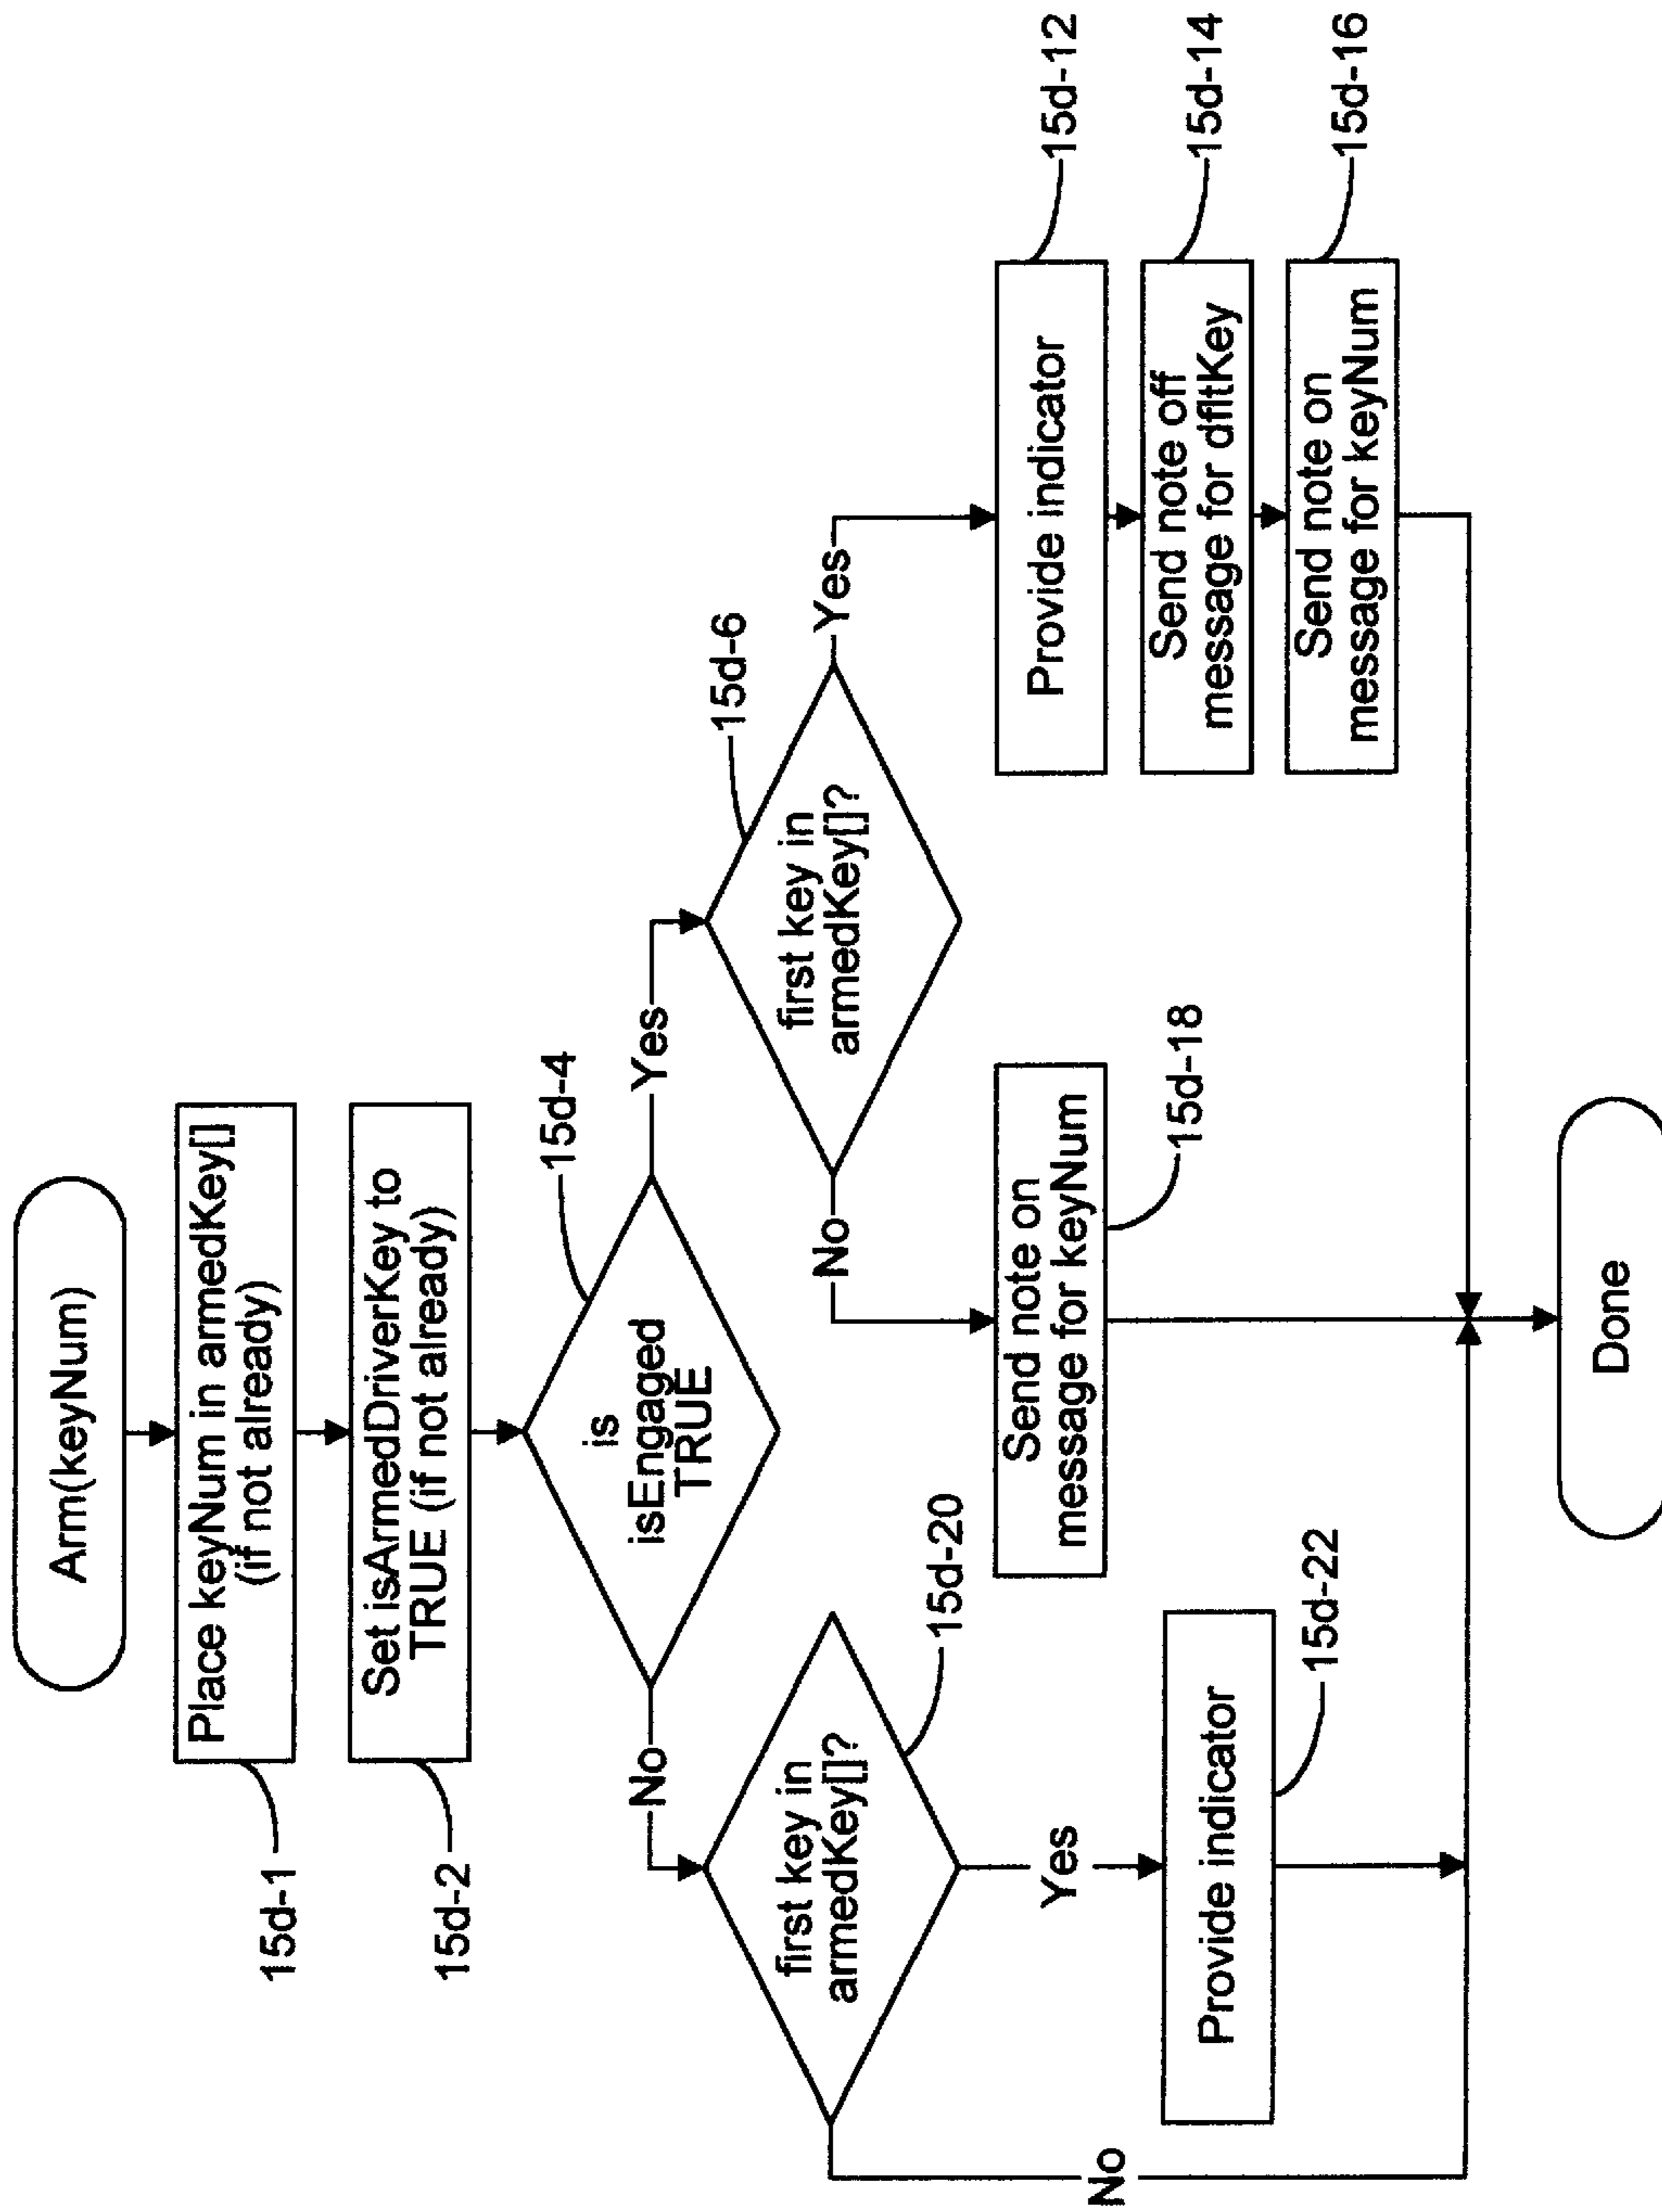 Arm(keyNum)
Place keyNum in armedKey[]
(if not already)
15d-1
Set isArmedDriverKey to
TRUE (if not already)
15d-2
is
isEngaged
TRUE
15d-4
No
Yes
first key in
armedKey[]?
15d-20
first key in
armedKey[]?
15d-6
No
Yes
No
Yes
Provide indicator
15d-22
Send note on
message for keyNum
15d-18
Provide indicator
15d-12
Send note off
message for dfltKey
15d-14
Send note on
message for keyNum
15d-16
Done